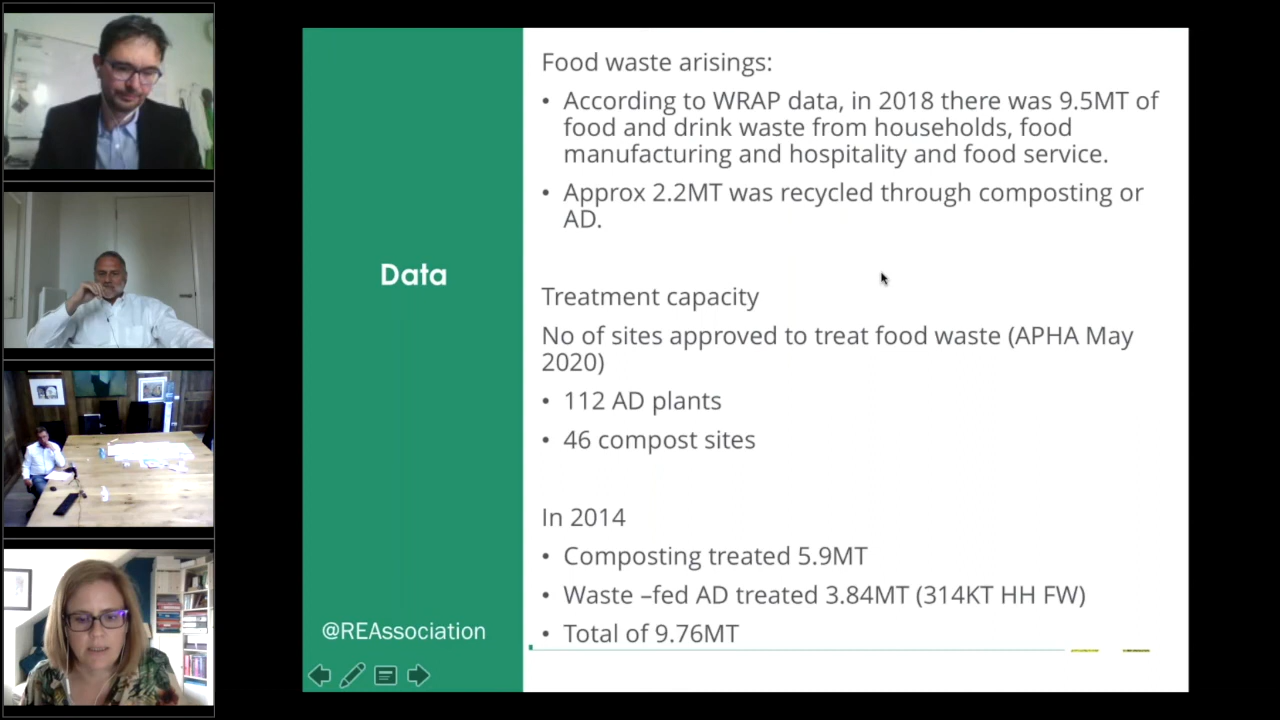 Food waste arisings:
• According to WRAP data, in 2018 there was 9.5MT of
food and drink waste from households, food
manufacturing and hospitality and food service.
• Approx 2.2MT was recycled through composting or
AD.
Data
Treatment capacity
No of sites approved to treat food waste (APHA May
2020)
• 112 AD plants
• 46 compost sites
In 2014
• Composting treated 5.9MT
• Waste –fed AD treated 3.84MT (314KT HH FW)
• Total of 9.76MT
@REAssociation